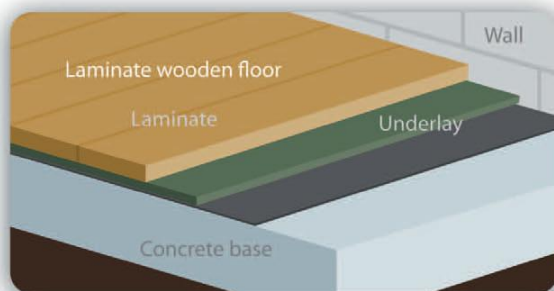 Wall
Laminate wooden floor
Laminate
Underlay
Concrete base